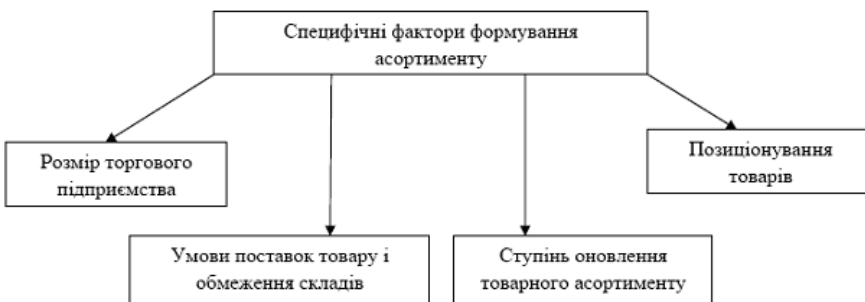 Специфічні фактори формування
асортименту
Розмір торгового
підприємства
Позиціонування
товарів
Умови поставок товару і
обмеження складів
Ступінь оновлення
товарного асортименту